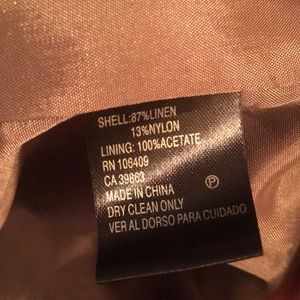 SHELL:87%LINEN
13%NYLON
LINING: 100%ACETATE
RN 106409
CA 39863
MADE IN CHINA
DRY CLEAN ONLY
VER AL DORSO PARA CUIDADO
P